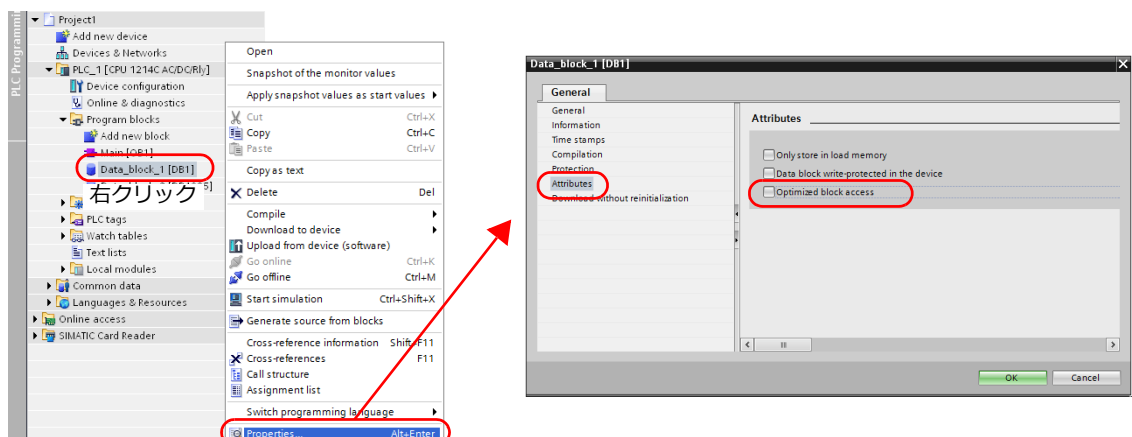 PLC Programming
Project1
Add new device
Devices & Networks
PLC_1 [CPU 1214C AC/DC/Rly]
Device configuration
Online & diagnostics
Program blocks
Add new block
Main [OB1]
Data_block_1 [DB1]
右クリック
PLC tags
Watch tables
Text lists
Local modules
Common data
Languages & Resources
Online access
SIMATIC Card Reader
Open
Snapshot of the monitor values
Apply snapshot values as start values
Cut Ctrl+X
Copy Ctrl+C
Paste Ctrl+V
Copy as text
Delete Del
Compile
Download to device
Upload from device (software)
Go online Ctrl+K
Go offline Ctrl+M
Start simulation Ctrl+Shift+X
Generate source from blocks
Cross-reference information Shift+F11
Cross-references F11
Call structure
Assignment list
Switch programming language
Properties... Alt+Enter
Data_block_1 [DB1]
General
General
Information
Time stamps
Compilation
Protection
Attributes
Download without reinitialization
Attributes
Only store in load memory
Data block write-protected in the device
Optimized block access
OK Cancel